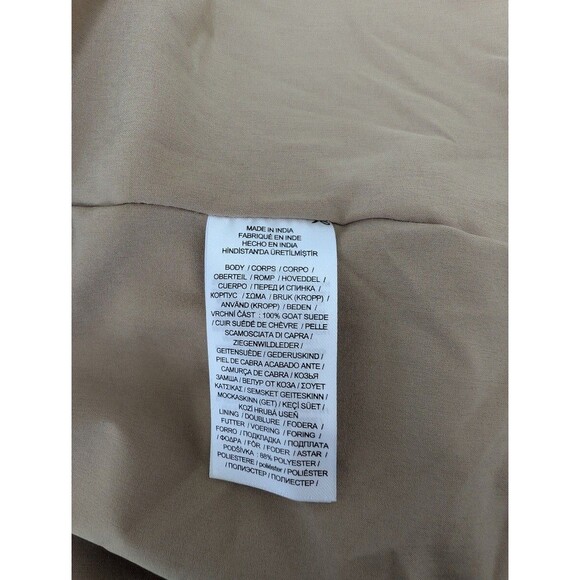 MADE IN INDIA
FABRIQUÉ EN INDE
HECHO EN INDIA
HİNDİSTAN'DA ÜRETİLMİŞTİR
BODY / CORPS / CORPO /
OBERTEIL / ROMP / HOVEDDEL /
CUERPO / ПЕРЕД И СПИНКА /
КОРПУС / ΣΩΜΑ / BRUK (KROPP) /
ANVÄND (KROPP) / BEDEN /
VRCHNÍ ČÁST : 100% GOAT SUEDE
/ CUIR SUÉDÉ DE CHÈVRE / PELLE
SCAMOSCIATA DI CAPRA /
ZIEGENWILDLEDER /
GEITENSUÈDE / GEDERUSKIND /
PIEL DE CABRA ACABADO ANTE /
CAMURÇA DE CABRA / КОЗЬЯ
ЗАМША / ВЕЛУР ОТ КОЗА / ΣΟΥΕΤ
ΚΑΤΣΙΚΑΣ / SEMSKET GEITESKINN /
MOCKASKINN (GET) / KEÇİ SÜET /
KOZÍ HRUBÁ USEŇ
LINING / DOUBLURE / FODERA /
FUTTER / VOERING / FORING /
FORRO / ПОДКЛАДКА / ПОДПЛАТА
/ ΦΟΔΡΑ / FÔR / FODER / ASTAR /
PODŠÍVKA : 88% POLYESTER /
POLIESTERE / poliéster / POLIÉSTER
/ ПОЛИЭСТЕР / ПОЛИЕСТЕР /